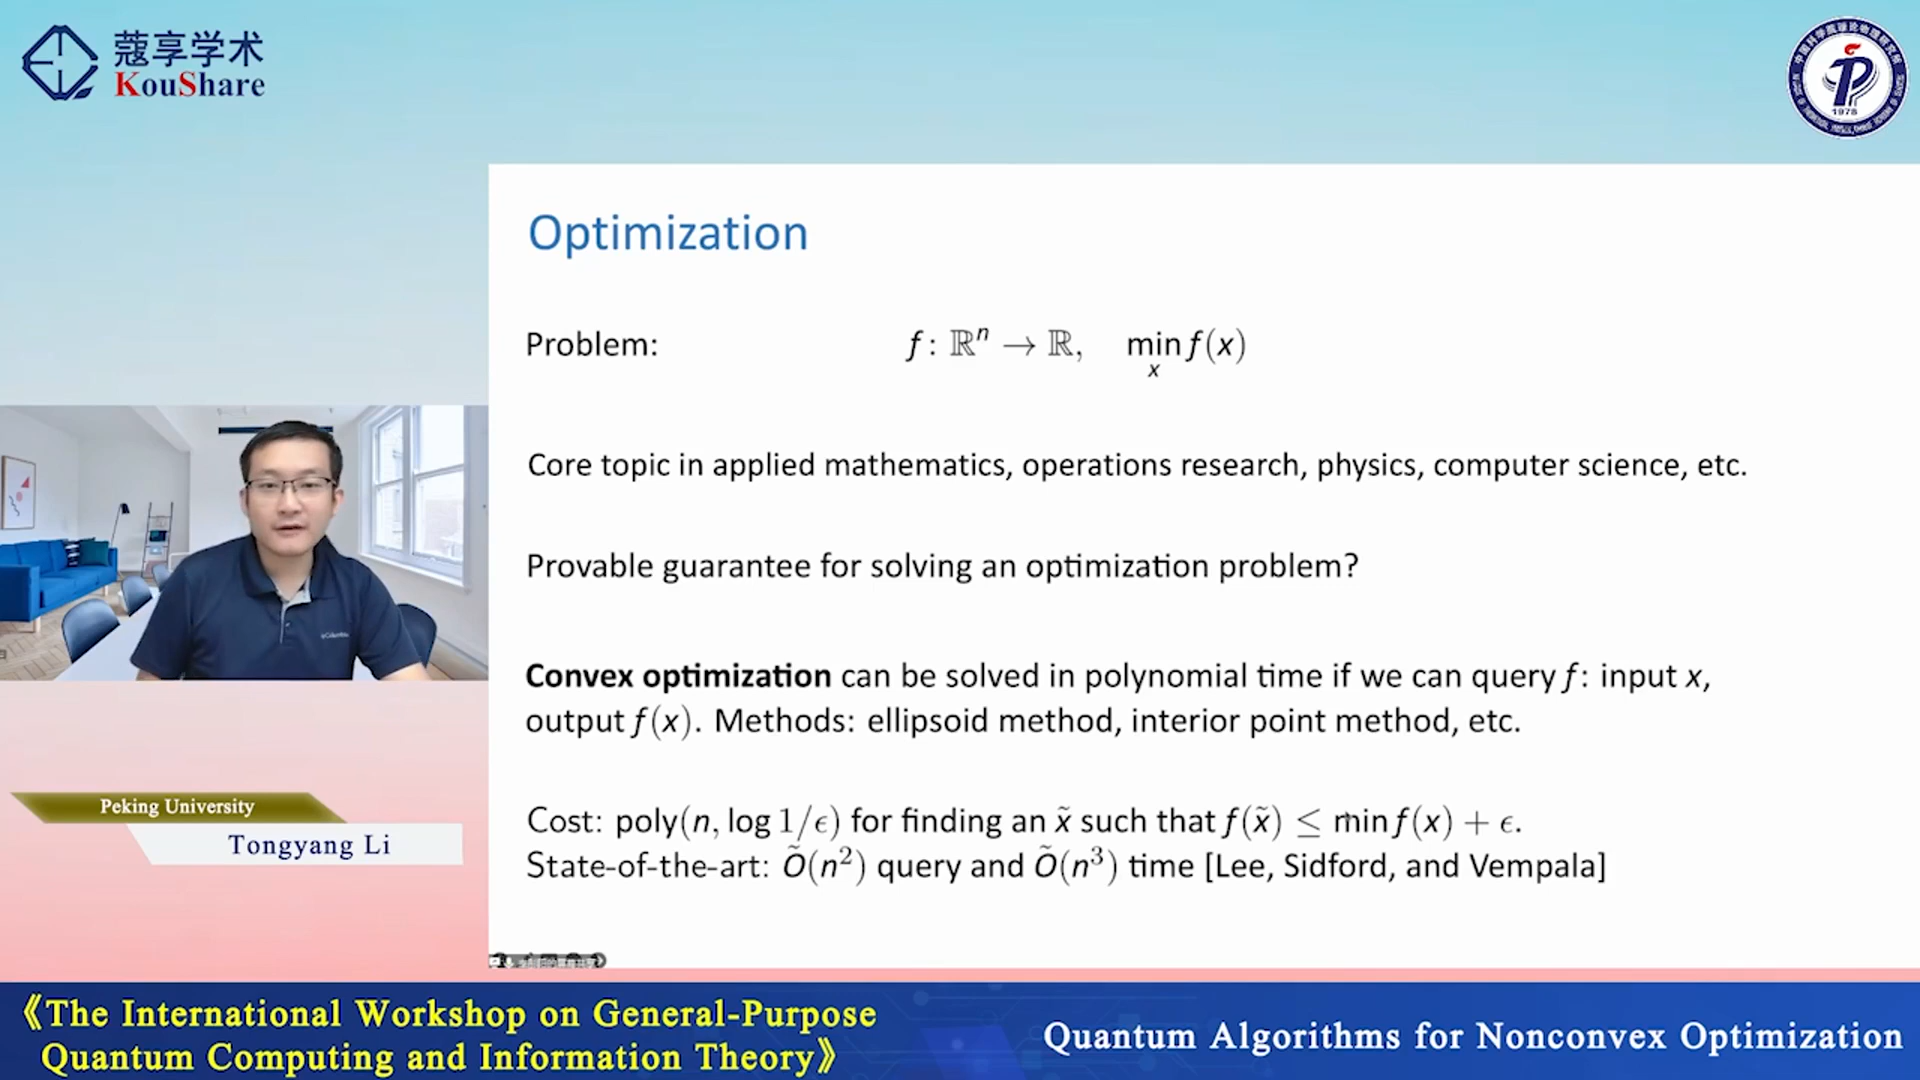 蔻享学术
KouShare
1978
Optimization
Problem: f: ℝⁿ → ℝ, min f(x)
x
Core topic in applied mathematics, operations research, physics, computer science, etc.
Provable guarantee for solving an optimization problem?
Convex optimization can be solved in polynomial time if we can query f: input x,
output f(x). Methods: ellipsoid method, interior point method, etc.
Cost: poly(n, log 1/ϵ) for finding an x̃ such that f(x̃) ≤ min f(x) + ϵ.
State-of-the-art: Õ(n²) query and Õ(n³) time [Lee, Sidford, and Vempala]
Columbia
Peking University
Tongyang Li
《The International Workshop on General-Purpose
Quantum Computing and Information Theory》
Quantum Algorithms for Nonconvex Optimization